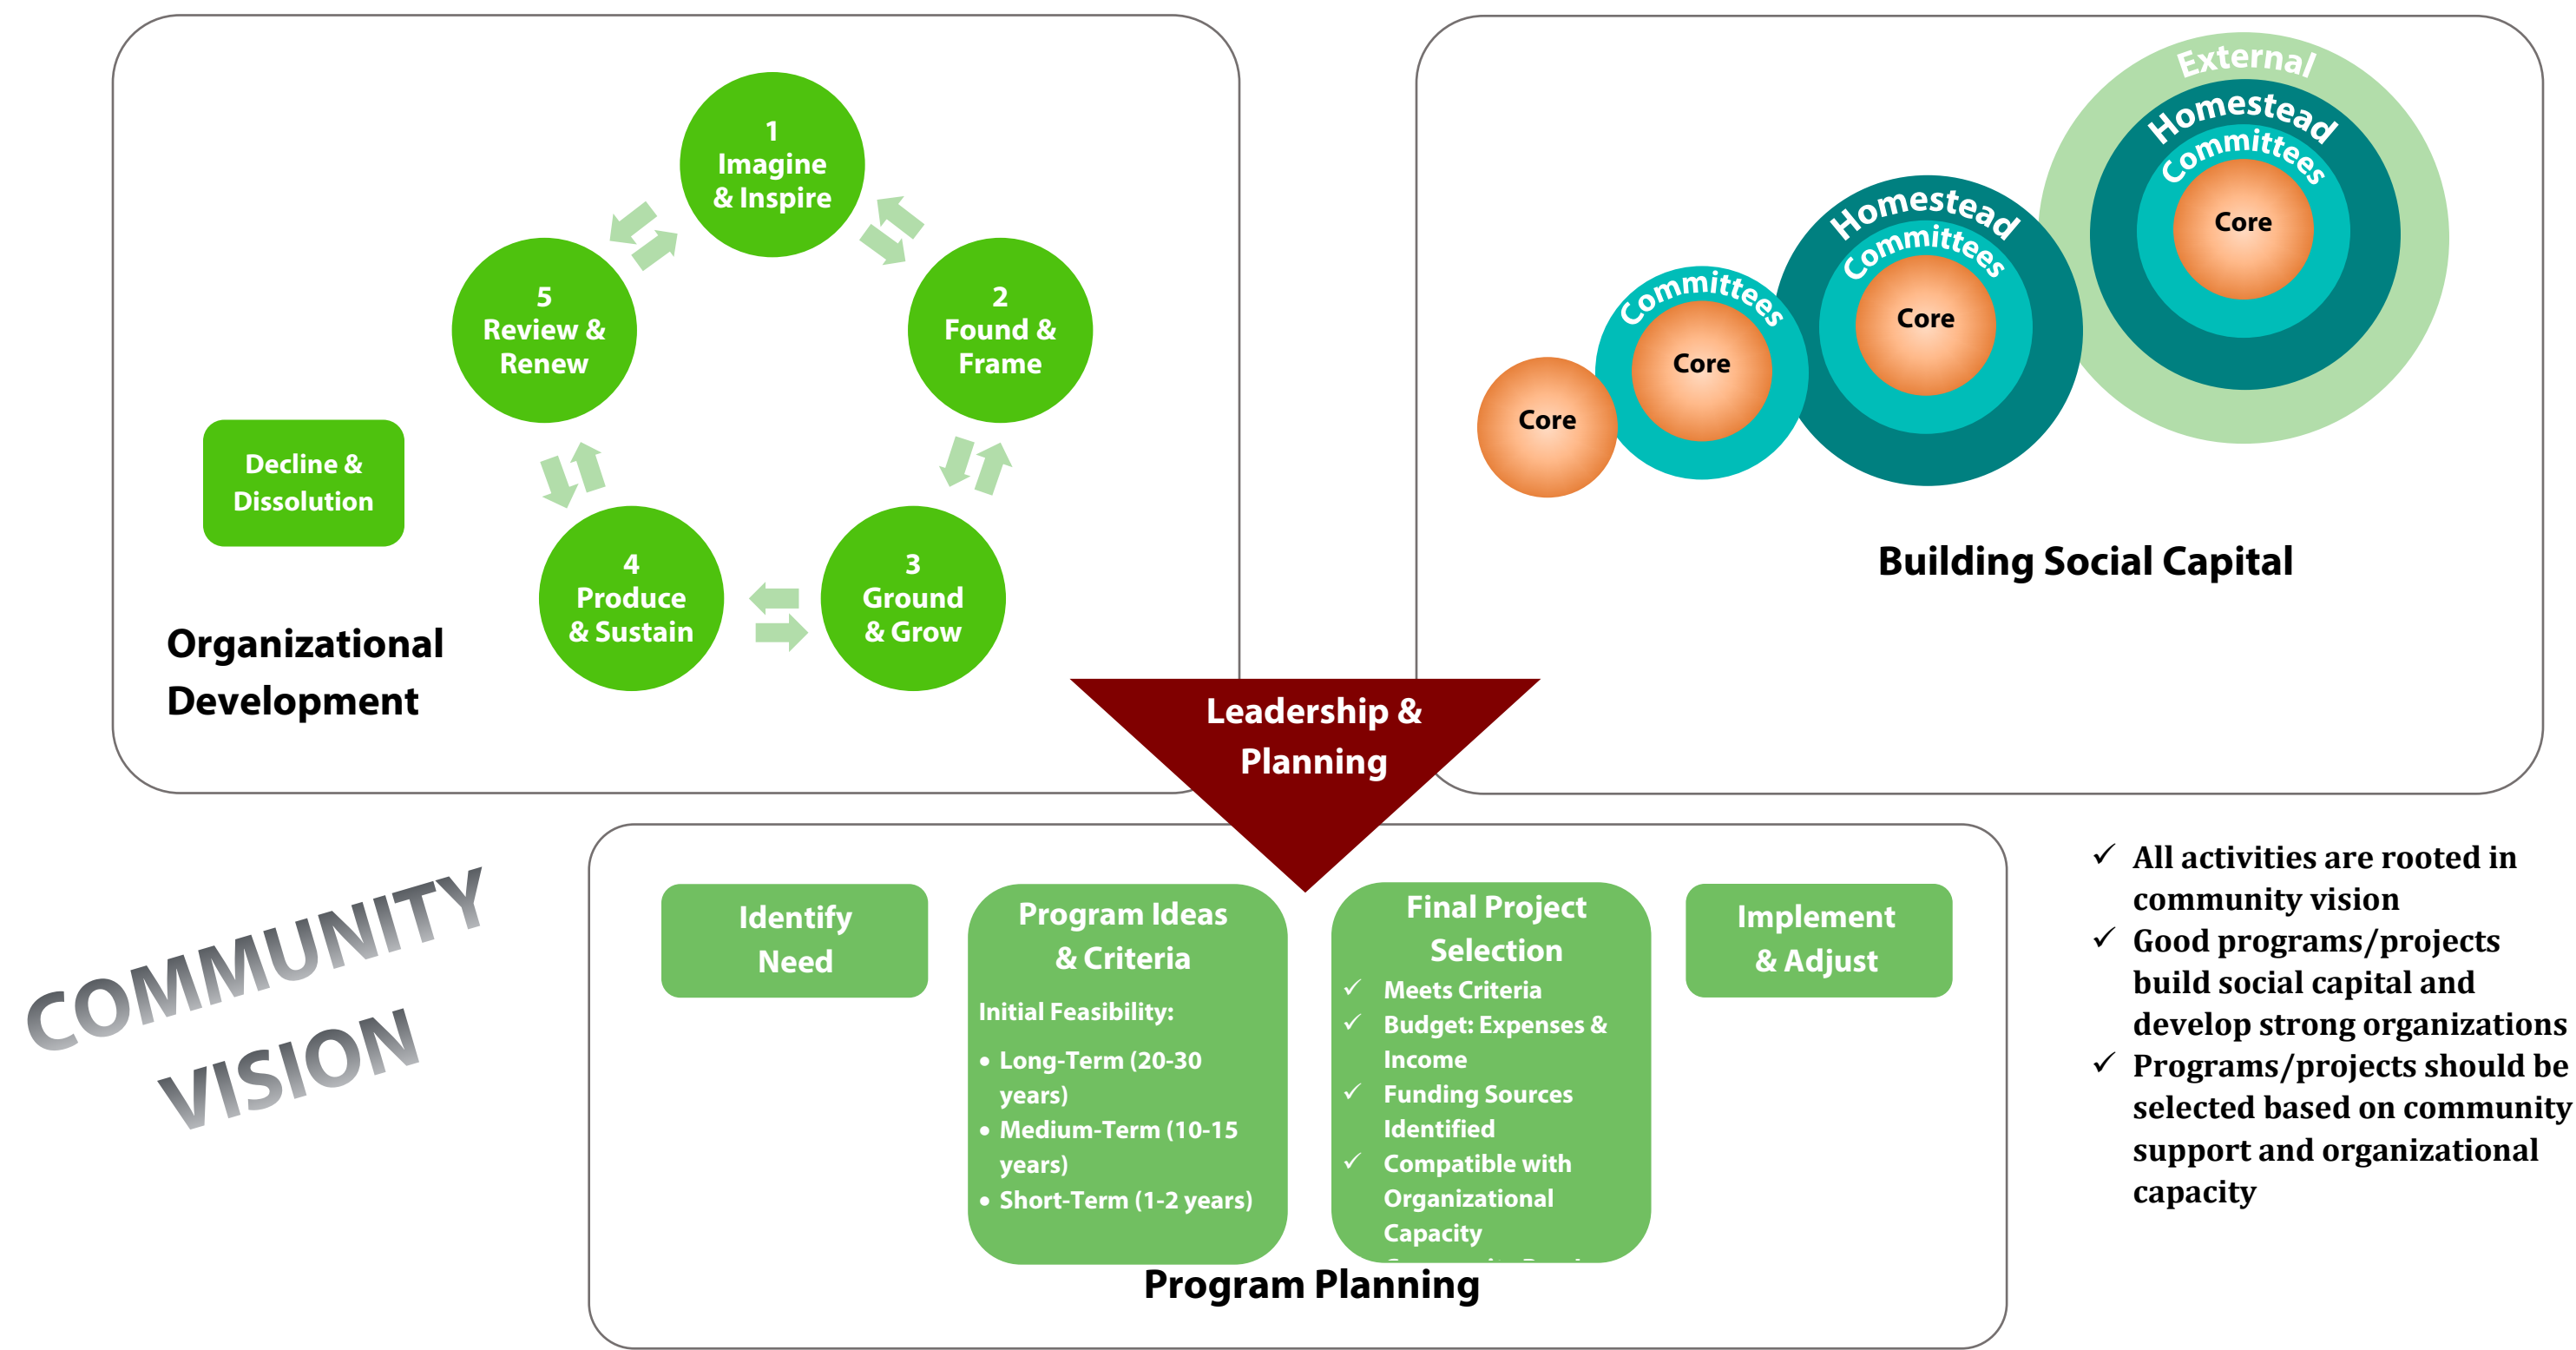 1
Imagine
& Inspire
2
Found &
Frame
3
Ground
& Grow
4
Produce
& Sustain
5
Review &
Renew
Decline &
Dissolution
Organizational
Development
External
Homestead
Committees
Core
Homestead
Committees
Core
Committees
Core
Core
Building Social Capital
Leadership &
Planning
COMMUNITY
VISION
Identify
Need
Program Ideas
& Criteria
Initial Feasibility:
• Long-Term (20-30
years)
• Medium-Term (10-15
years)
• Short-Term (1-2 years)
Final Project
Selection
✓ Meets Criteria
✓ Budget: Expenses &
Income
✓ Funding Sources
Identified
✓ Compatible with
Organizational
Capacity
Implement
& Adjust
Program Planning
✓ All activities are rooted in
community vision
✓ Good programs/projects
build social capital and
develop strong organizations
✓ Programs/projects should be
selected based on community
support and organizational
capacity